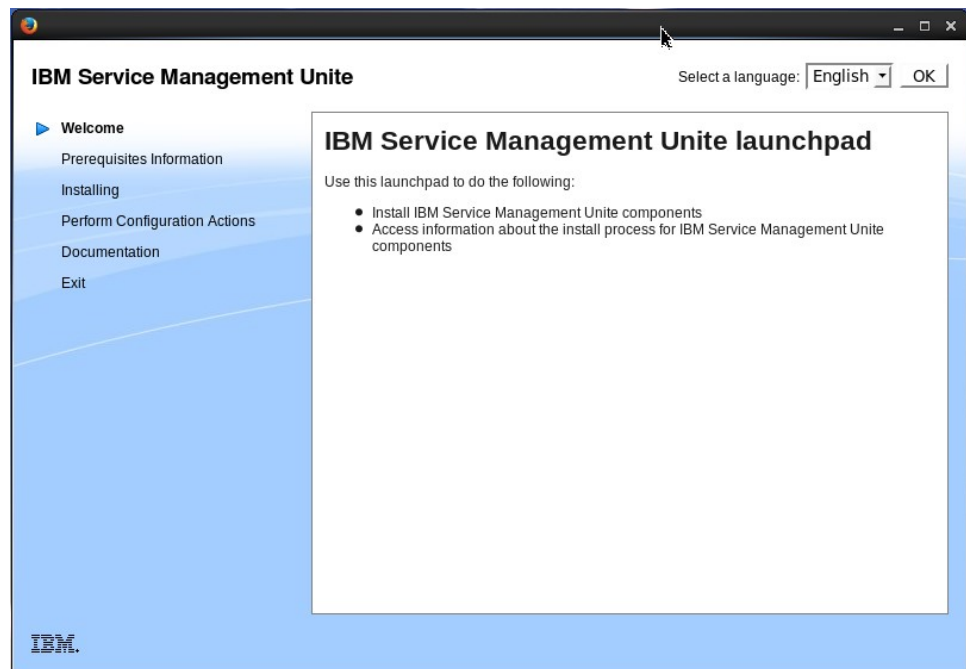 IBM Service Management Unite
Select a language: English OK
Welcome
Prerequisites Information
Installing
Perform Configuration Actions
Documentation
Exit
IBM Service Management Unite launchpad
Use this launchpad to do the following:
Install IBM Service Management Unite components
Access information about the install process for IBM Service Management Unite
components
IBM.